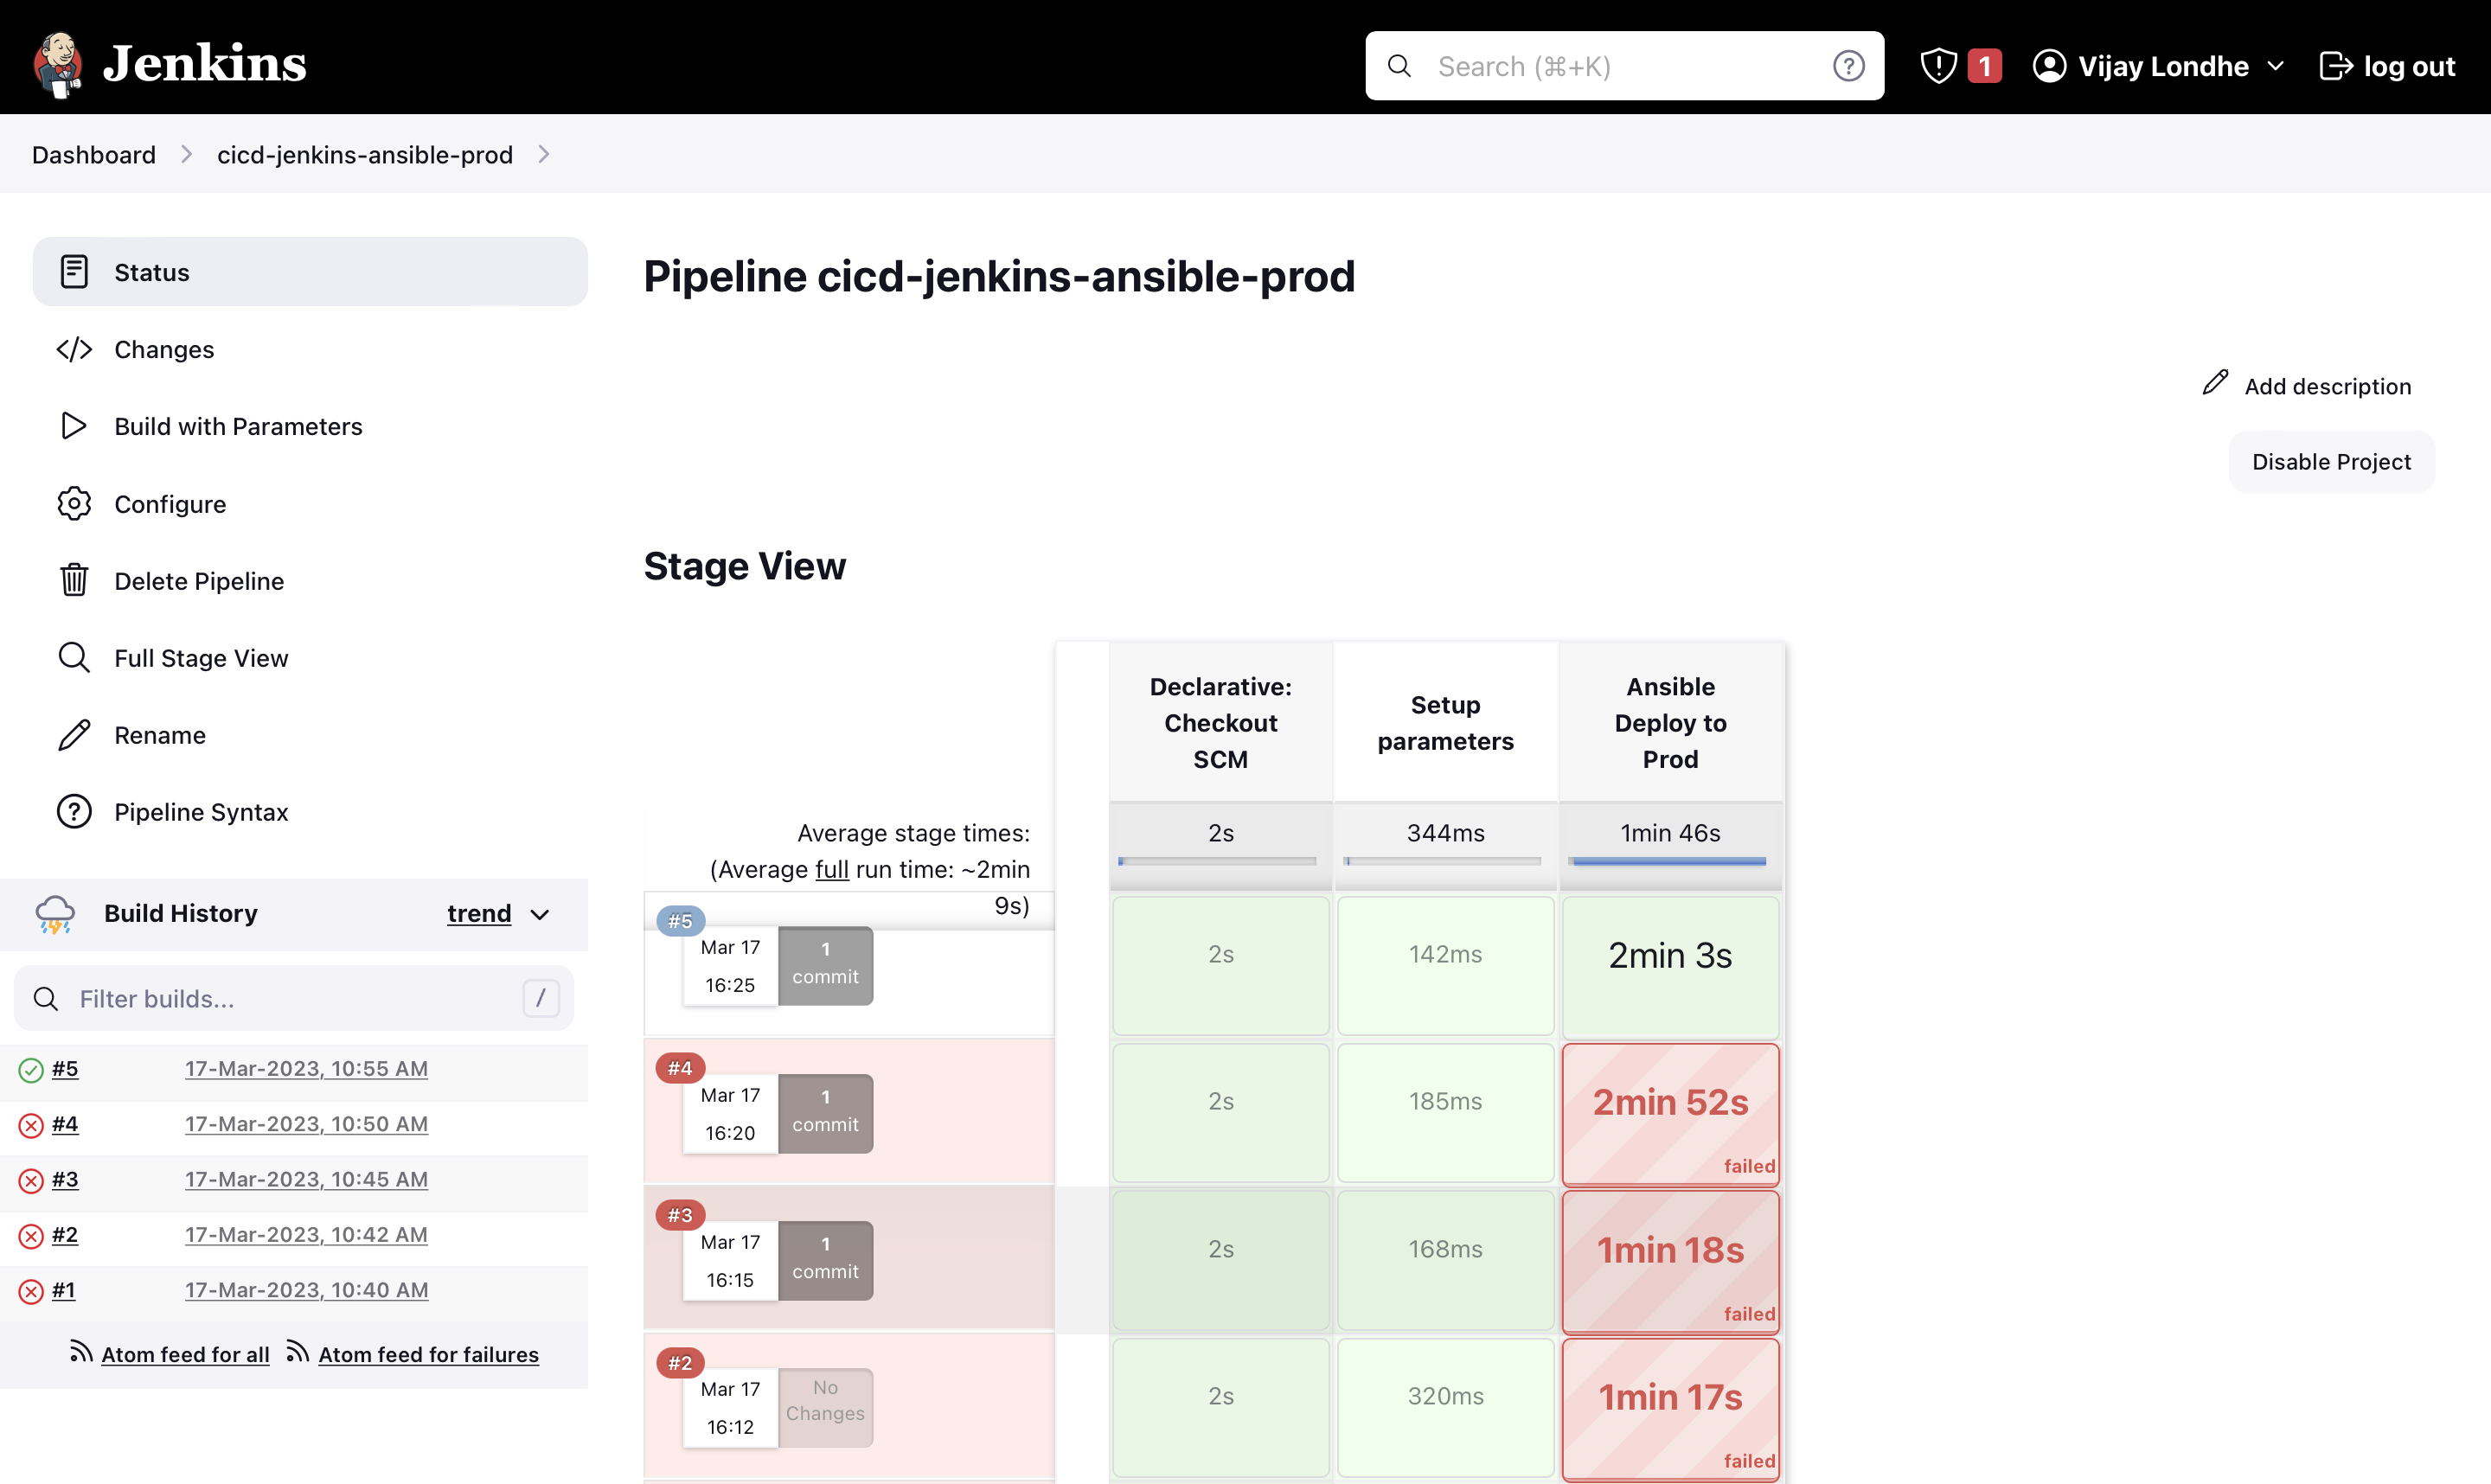 Jenkins
Search (⌘+K)
?
1
Vijay Londhe
log out
Dashboard
cicd-jenkins-ansible-prod
Status
Changes
Build with Parameters
Configure
Delete Pipeline
Full Stage View
Rename
Pipeline Syntax
Build History
trend
Filter builds...
/
#5 17-Mar-2023, 10:55 AM
#4 17-Mar-2023, 10:50 AM
#3 17-Mar-2023, 10:45 AM
#2 17-Mar-2023, 10:42 AM
#1 17-Mar-2023, 10:40 AM
Atom feed for all Atom feed for failures
Pipeline cicd-jenkins-ansible-prod
Add description
Disable Project
Stage View
Declarative:
Checkout
SCM
Setup
parameters
Ansible
Deploy to
Prod
Average stage times:
(Average full run time: ~2min
9s)
2s
344ms
1min 46s
#5
Mar 17
16:25
1
commit
2s
142ms
2min 3s
#4
Mar 17
16:20
1
commit
2s
185ms
2min 52s
failed
#3
Mar 17
16:15
1
commit
2s
168ms
1min 18s
failed
#2
Mar 17
16:12
No
Changes
2s
320ms
1min 17s
failed